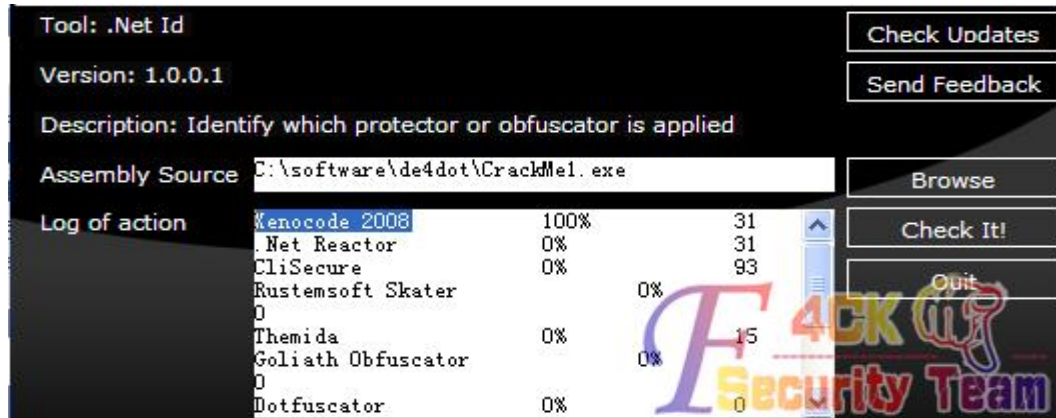 Tool: .Net Id
Check Updates
Version: 1.0.0.1
Send Feedback
Description: Identify which protector or obfuscator is applied
Assembly Source C:\software\de4dot\CrackMe1.exe
Browse
Log of action
Xenocode 2008 100% 31
Check It!
.Net Reactor 0% 31
CliSecure 0% 93
Quit
Rustemsoft Skater 0%
0
Themida 0% 15
Goliath Obfuscator 0%
0
Dotfuscator 0% 0
F4CK
Security Team